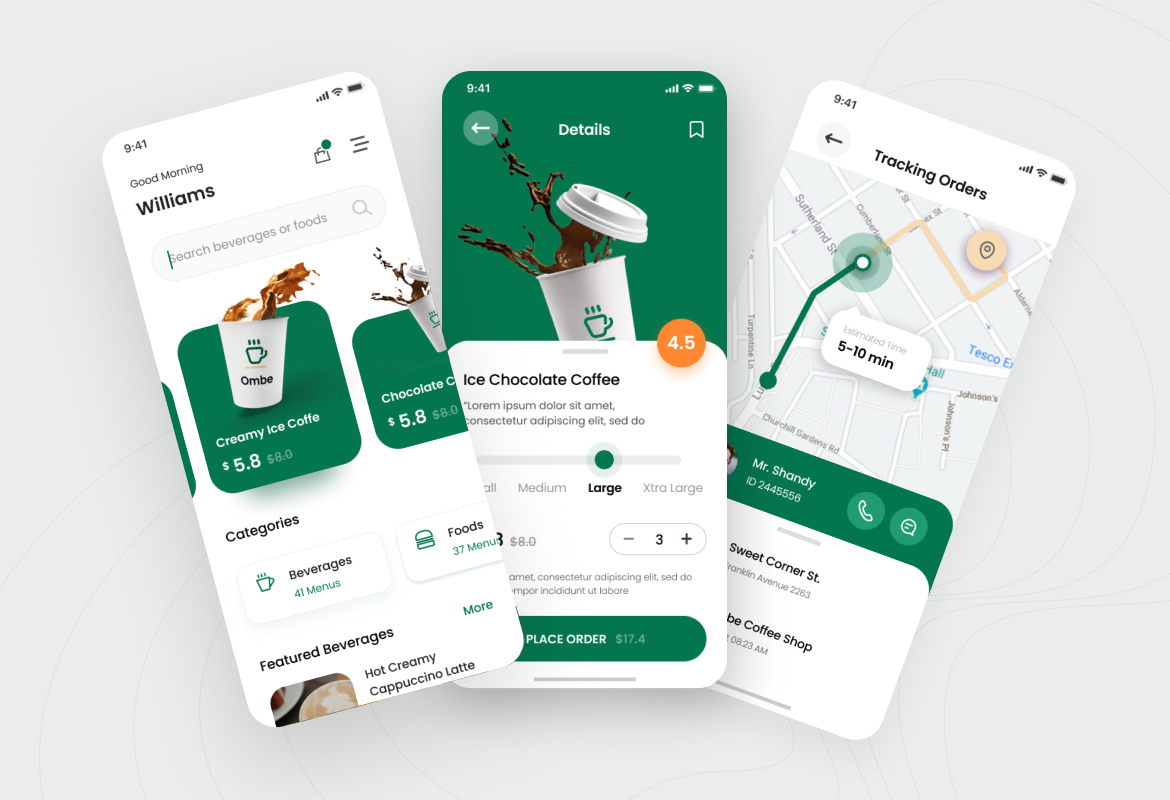 9:41
Good Morning
Williams
Search beverages or foods
Ombe
Creamy Ice Coffe
$ 5.8 $8.0
Chocolate C
$ 5.8 $8.0
Categories
Beverages
41 Menus
Foods
37 Menus
More
Featured Beverages
Hot Creamy
Cappuccino Latte
9:41
Details
4.5
Ice Chocolate Coffee
"Lorem ipsum dolor sit amet,
consectetur adipiscing elit, sed do
all Medium Large Xtra Large
8 $8.0
3
amet, consectetur adipiscing elit, sed do
empor incididunt ut labore
PLACE ORDER $17.4
9:41
Tracking Orders
Sutherland St
Cumberland St
Turpentine Ln
Estimated Time
5-10 min
Tesco E
Hall
Johnson's
Johnson's Pl
Churchill Gardens Rd
Mr. Shandy
ID 2445556
Sweet Corner St.
Franklin Avenue 2263
be Coffee Shop
08:23 AM